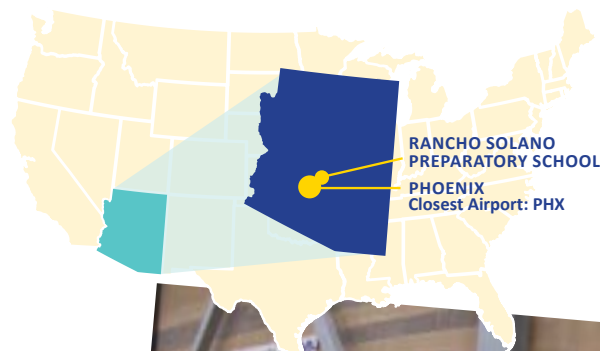 RANCHO SOLANO
PREPARATORY SCHOOL
PHOENIX
Closest Airport: PHX